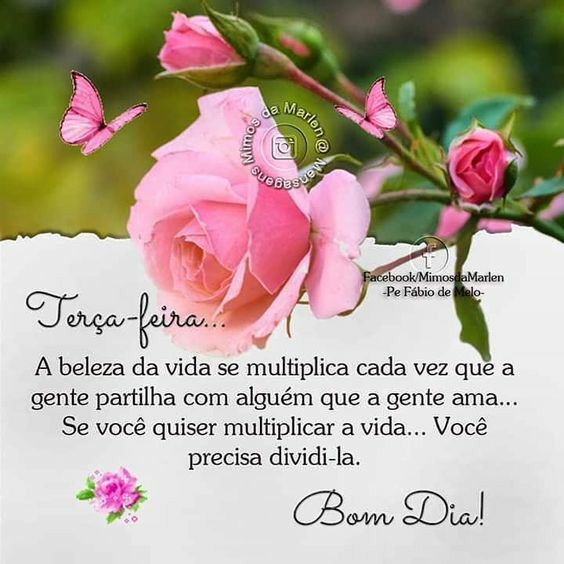 Mimos da Marlen@ Mansagens
Facebook/MimosdaMarlen
-Pe Fábio de Melo-
Terça-feira...
A beleza da vida se multiplica cada vez que a
gente partilha com alguém que a gente ama...
Se você quiser multiplicar a vida... Você
precisa dividi-la.
Bom Dia!